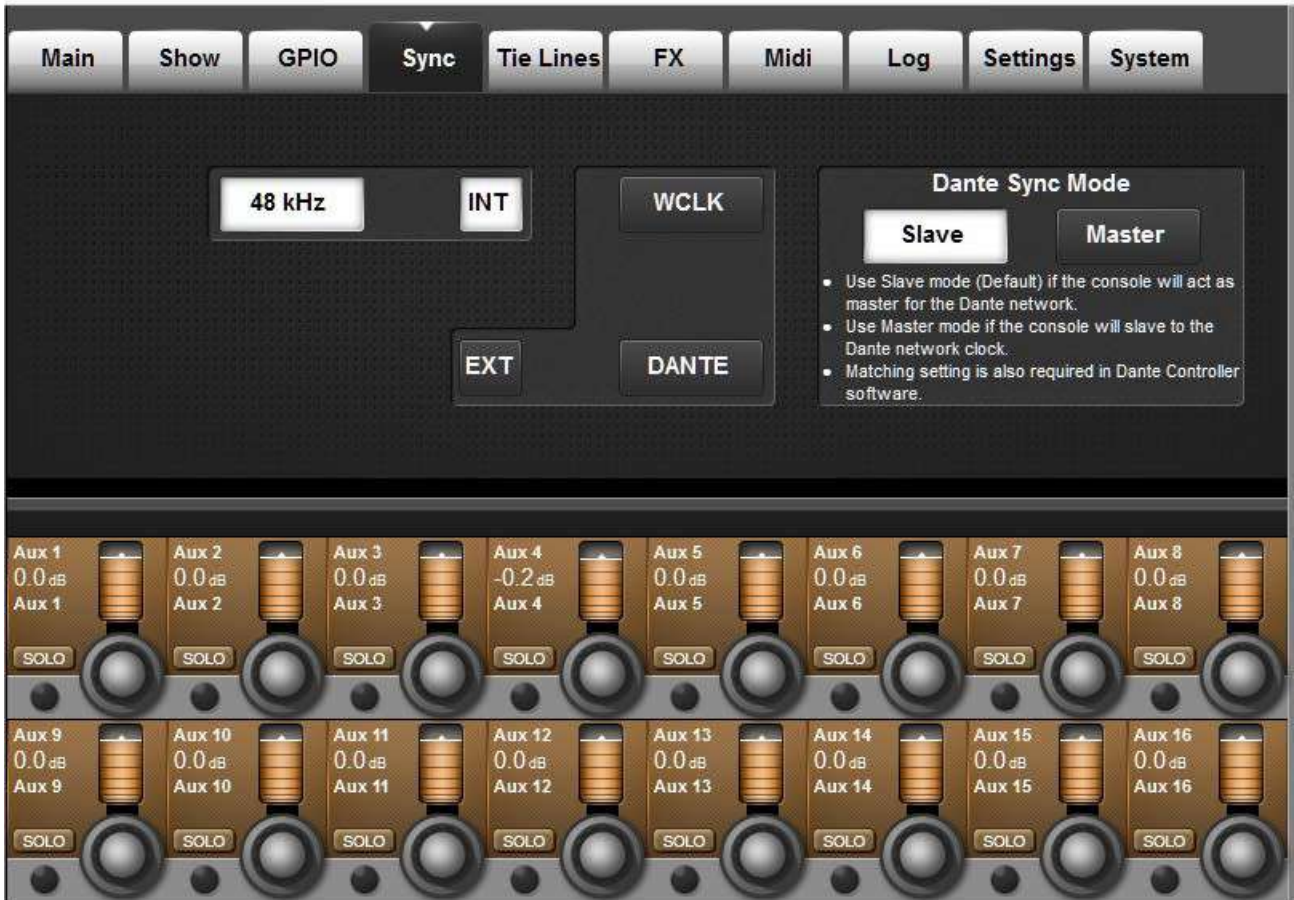 Main Show GPIO Sync Tie Lines FX Midi Log Settings System
48 kHz INT WCLK
EXT DANTE
Dante Sync Mode
Slave Master
• Use Slave mode (Default) if the console will act as
master for the Dante network.
• Use Master mode if the console will slave to the
Dante network clock.
• Matching setting is also required in Dante Controller
software.
Aux 1 Aux 2 Aux 3 Aux 4 Aux 5 Aux 6 Aux 7 Aux 8
0.0 dB 0.0 dB 0.0 dB -0.2 dB 0.0 dB 0.0 dB 0.0 dB 0.0 dB
Aux 1 Aux 2 Aux 3 Aux 4 Aux 5 Aux 6 Aux 7 Aux 8
SOLO SOLO SOLO SOLO SOLO SOLO SOLO SOLO
Aux 9 Aux 10 Aux 11 Aux 12 Aux 13 Aux 14 Aux 15 Aux 16
0.0 dB 0.0 dB 0.0 dB 0.0 dB 0.0 dB 0.0 dB 0.0 dB 0.0 dB
Aux 9 Aux 10 Aux 11 Aux 12 Aux 13 Aux 14 Aux 15 Aux 16
SOLO SOLO SOLO SOLO SOLO SOLO SOLO SOLO